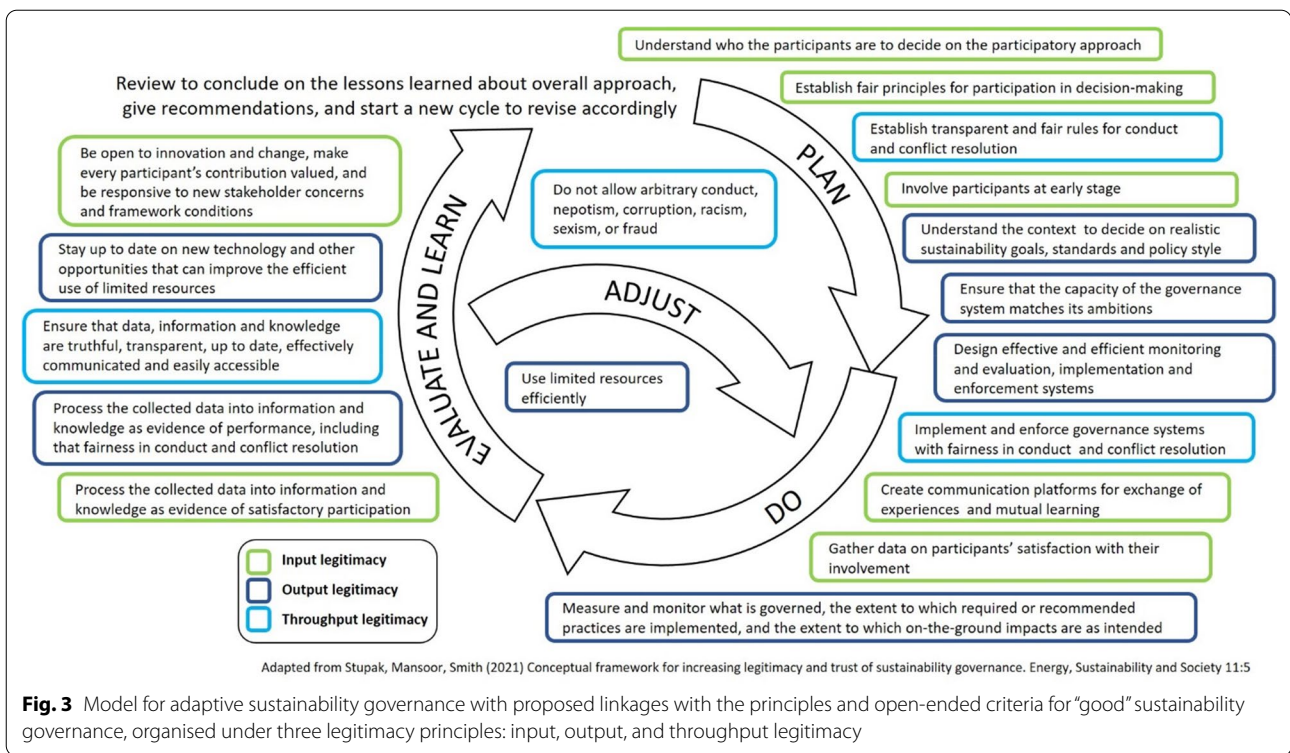 Understand who the participants are to decide on the participatory approach
Review to conclude on the lessons learned about overall approach,
give recommendations, and start a new cycle to revise accordingly
Establish fair principles for participation in decision-making
Establish transparent and fair rules for conduct
and conflict resolution
Involve participants at early stage
Understand the context to decide on realistic
sustainability goals, standards and policy style
Ensure that the capacity of the governance
system matches its ambitions
Design effective and efficient monitoring
and evaluation, implementation and
enforcement systems
Implement and enforce governance systems
with fairness in conduct and conflict resolution
Create communication platforms for exchange of
experiences and mutual learning
Gather data on participants' satisfaction with their
involvement
Measure and monitor what is governed, the extent to which required or recommended
practices are implemented, and the extent to which on-the-ground impacts are as intended
Be open to innovation and change, make
every participant's contribution valued, and
be responsive to new stakeholder concerns
and framework conditions
Stay up to date on new technology and other
opportunities that can improve the efficient
use of limited resources
Ensure that data, information and knowledge
are truthful, transparent, up to date, effectively
communicated and easily accessible
Process the collected data into information and
knowledge as evidence of performance, including
that fairness in conduct and conflict resolution
Process the collected data into information and
knowledge as evidence of satisfactory participation
Do not allow arbitrary conduct,
nepotism, corruption, racism,
sexism, or fraud
Use limited resources
efficiently
PLAN
DO
EVALUATE AND LEARN
ADJUST
Input legitimacy
Output legitimacy
Throughput legitimacy
Adapted from Stupak, Mansoor, Smith (2021) Conceptual framework for increasing legitimacy and trust of sustainability governance. Energy, Sustainability and Society 11:5
Fig. 3 Model for adaptive sustainability governance with proposed linkages with the principles and open-ended criteria for "good" sustainability
governance, organised under three legitimacy principles: input, output, and throughput legitimacy